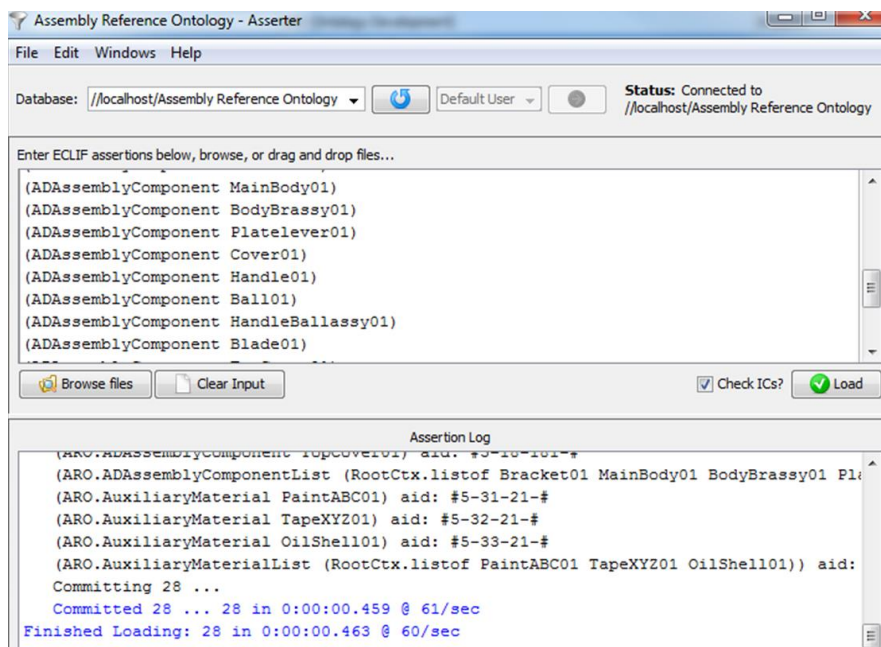 Assembly Reference Ontology - Asserter
File Edit Windows Help
Database: //localhost/Assembly Reference Ontology Default User Status: Connected to
//localhost/Assembly Reference Ontology
Enter ECLIF assertions below, browse, or drag and drop files...
(ADAssemblyComponent MainBody01)
(ADAssemblyComponent BodyBrassy01)
(ADAssemblyComponent Platelever01)
(ADAssemblyComponent Cover01)
(ADAssemblyComponent Handle01)
(ADAssemblyComponent Ball01)
(ADAssemblyComponent HandleBallassy01)
(ADAssemblyComponent Blade01)
Browse files Clear Input Check ICs? Load
Assertion Log
(ARO.ADAssemblyComponent TopCover01) aid:
(ARO.ADAssemblyComponentList (RootCtx.listof Bracket01 MainBody01 BodyBrassy01
(ARO.AuxiliaryMaterial PaintABC01) aid: #5-31-21-#
(ARO.AuxiliaryMaterial TapeXYZ01) aid: #5-32-21-#
(ARO.AuxiliaryMaterial OilShell01) aid: #5-33-21-#
(ARO.AuxiliaryMaterialList (RootCtx.listof PaintABC01 TapeXYZ01 OilShell01)) aid:
Committing 28 ...
Committed 28 ... 28 in 0:00:00.459 @ 61/sec
Finished Loading: 28 in 0:00:00.463 @ 60/sec